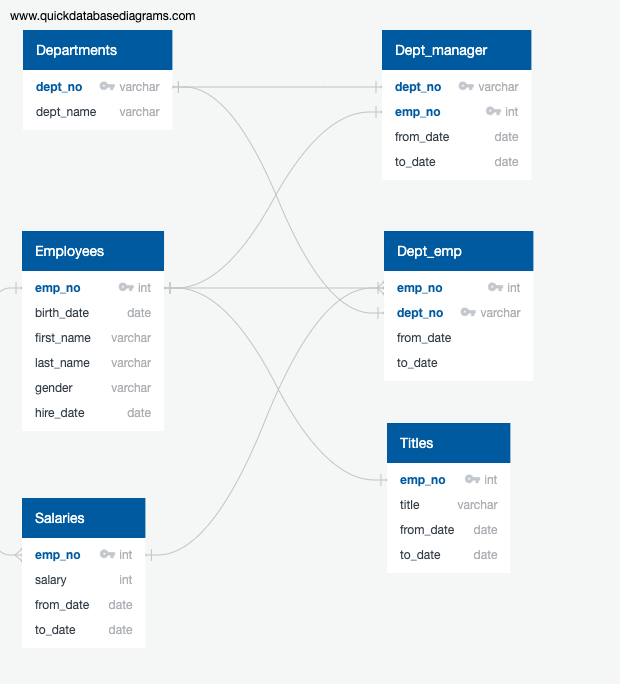 www.quickdatabasediagrams.com
Departments
dept_no varchar
dept_name varchar
Dept_manager
dept_no varchar
emp_no int
from_date date
to_date date
Employees
emp_no int
birth_date date
first_name varchar
last_name varchar
gender varchar
hire_date date
Dept_emp
emp_no int
dept_no varchar
from_date
to_date
Titles
emp_no int
title varchar
from_date date
to_date date
Salaries
emp_no int
salary int
from_date date
to_date date